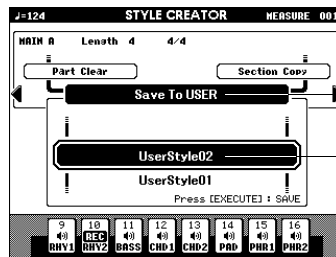 ♩=124 STYLE CREATOR MEASURE 001
MAIN A Length 4 4/4
Part Clear Section Copy
Save To USER
UserStyle02
UserStyle01
Press [EXECUTE] : SAVE
9 10 11 12 13 14 15 16
REC
RHY1 RHY2 BASS CHD1 CHD2 PAD PHR1 PHR2